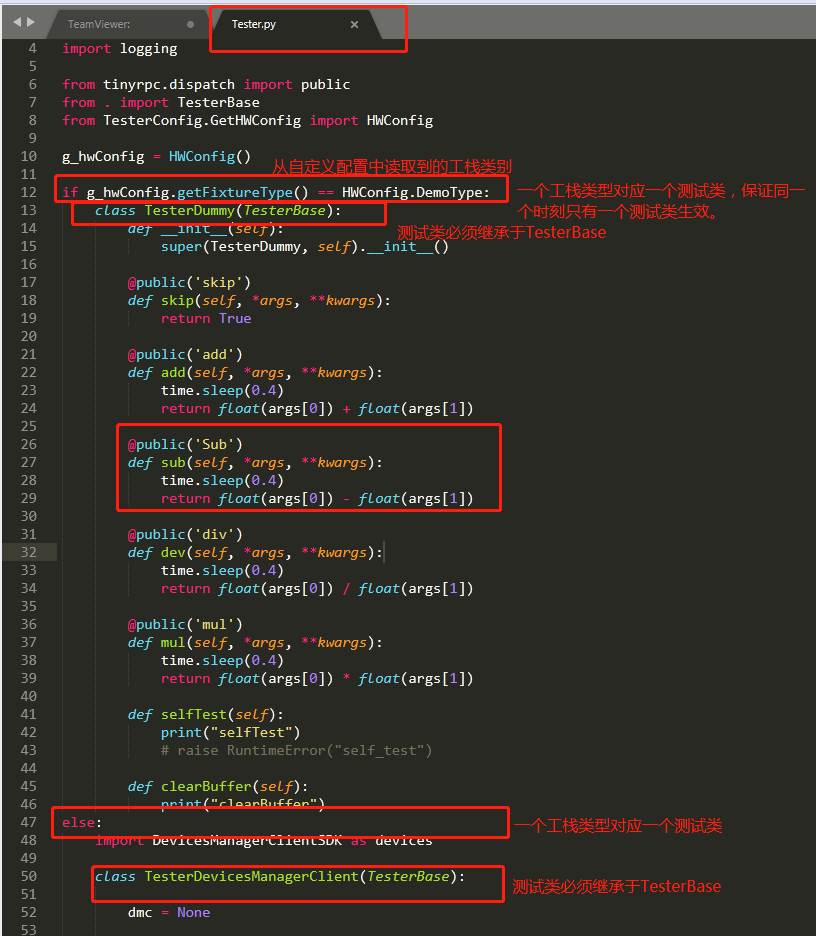 TeamViewer:
Tester.py
4 import logging
5
6 from tinyrpc.dispatch import public
7 from . import TesterBase
8 from TesterConfig.GetHWConfig import HWConfig
9
10 g_hwConfig = HWConfig()
从自定义配置中读取到的工栈类别
11
12 if g_hwConfig.getFixtureType() == HWConfig.DemoType:
一个工栈类型对应一个测试类，保证同一
个时刻只有一个测试类生效。
13 class TesterDummy(TesterBase):
测试类必须继承于TesterBase
14 def __init__(self):
15 super(TesterDummy, self).__init__()
16
17 @public('skip')
18 def skip(self, *args, **kwargs):
19 return True
20
21 @public('add')
22 def add(self, *args, **kwargs):
23 time.sleep(0.4)
24 return float(args[0]) + float(args[1])
25
26 @public('Sub')
27 def sub(self, *args, **kwargs):
28 time.sleep(0.4)
29 return float(args[0]) - float(args[1])
30
31 @public('div')
32 def dev(self, *args, **kwargs):
33 time.sleep(0.4)
34 return float(args[0]) / float(args[1])
35
36 @public('mul')
37 def mul(self, *args, **kwargs):
38 time.sleep(0.4)
39 return float(args[0]) * float(args[1])
40
41 def selfTest(self):
42 print("selfTest")
43 # raise RuntimeError("self_test")
44
45 def clearBuffer(self):
46 print("clearBuffer")
47 else:
一个工栈类型对应一个测试类
48 import DevicesManagerClientSDK as devices
49
50 class TesterDevicesManagerClient(TesterBase):
测试类必须继承于TesterBase
51
52 dmc = None
53